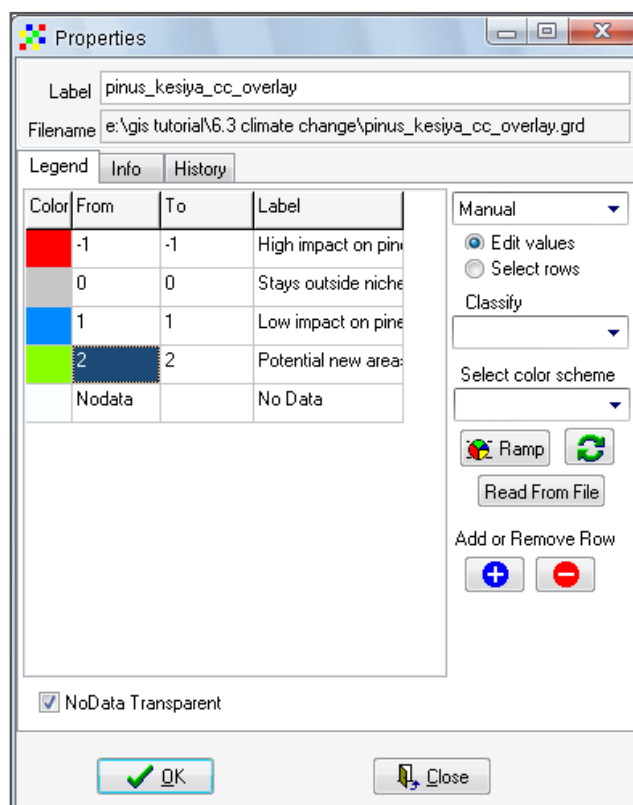 Properties
Label pinus_kesiya_cc_overlay
Filename e:\gis tutorial\6.3 climate change\pinus_kesiya_cc_overlay.grd
Legend Info History
Color From To Label
-1 -1 High impact on pin
0 0 Stays outside niche
1 1 Low impact on pine
2 2 Potential new area
Nodata No Data
Manual
Edit values
Select rows
Classify
Select color scheme
Ramp
Read From File
Add or Remove Row
NoData Transparent
OK Close